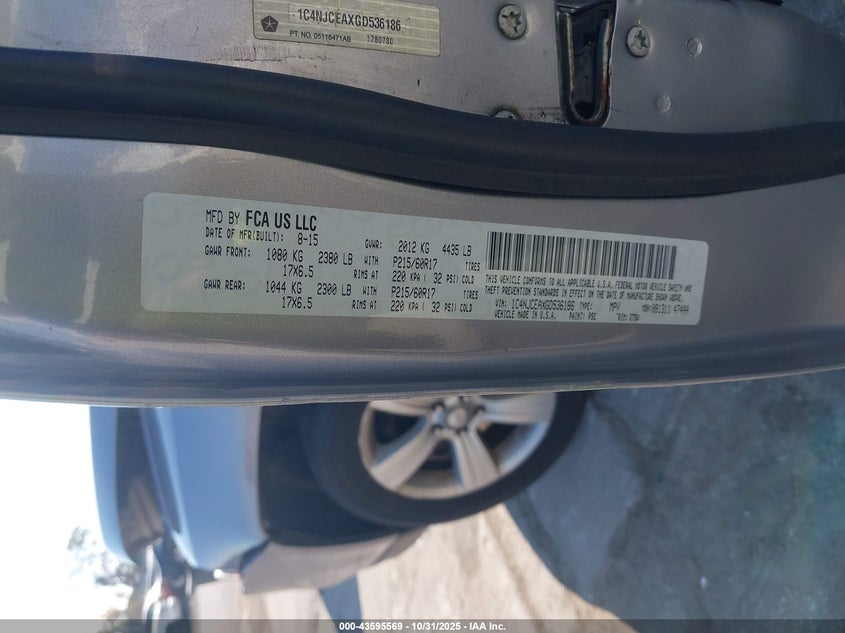 1C4NJCEAXGD536186
PT. NO. 05116471AB 1780780
MFD BY FCA US LLC
DATE OF MFR(BUILT): 8-15 GVWR: 2012 KG 4435 LB
GAWR FRONT: 1080 KG 2380 LB WITH P215/60R17 TIRES
17X6.5 RIMS AT 220 KPA ( 32 PSI) COLD
GAWR REAR: 1044 KG 2300 LB WITH P215/60R17 TIRES
17X6.5 RIMS AT 220 KPA ( 32 PSI) COLD
THIS VEHICLE CONFORMS TO ALL APPLICABLE U.S.A. FEDERAL MOTOR VEHICLE SAFETY AND
THEFT PREVENTION STANDARDS IN EFFECT ON THE DATE OF MANUFACTURE SHOWN ABOVE.
VIN: 1C4NJCEAXGD536186 TYPE: MPV
VEHICLE MADE IN U.S.A. PAINT: PSC
000-43595569 | 10/31/2025 | IAA Inc.